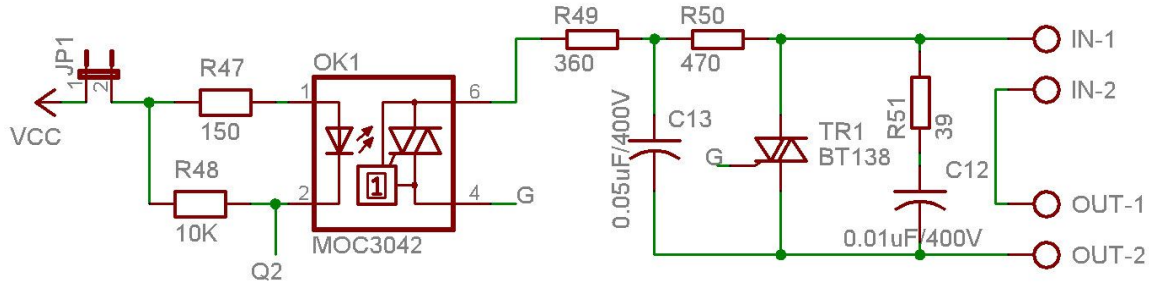 JP1
1
2
VCC
R47
150
R48
10K
Q2
OK1
1
2
6
4
1
MOC3042
G
R49
360
R50
470
C13
0.05uF/400V
G
TR1
BT138
R51
39
C12
0.01uF/400V
IN-1
IN-2
OUT-1
OUT-2